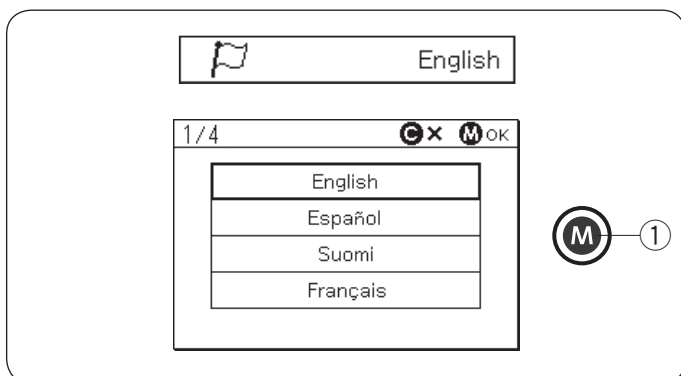 English
1/4 C× M OK
English
Español
Suomi
Français
M 1